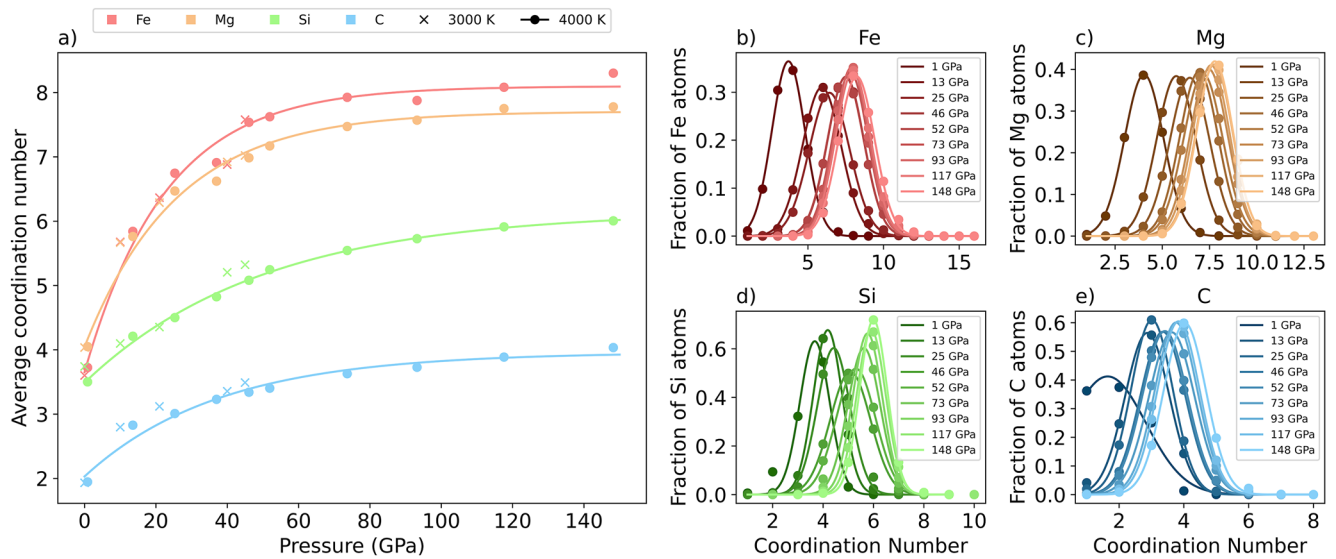 Fe Mg Si C 3000 K 4000 K
a)
Average coordination number
8
7
6
5
4
3
2
0 20 40 60 80 100 120 140
Pressure (GPa)
b) Fe
Fraction of Fe atoms
0.3
0.2
0.1
0.0
5 10 15
1 GPa
13 GPa
25 GPa
46 GPa
52 GPa
73 GPa
93 GPa
117 GPa
148 GPa
c) Mg
Fraction of Mg atoms
0.4
0.3
0.2
0.1
0.0
2.5 5.0 7.5 10.0 12.5
1 GPa
13 GPa
25 GPa
46 GPa
52 GPa
73 GPa
93 GPa
117 GPa
148 GPa
d) Si
Fraction of Si atoms
0.6
0.4
0.2
0.0
2 4 6 8 10
Coordination Number
1 GPa
13 GPa
25 GPa
46 GPa
52 GPa
73 GPa
93 GPa
117 GPa
148 GPa
e) C
Fraction of C atoms
0.6
0.5
0.4
0.3
0.2
0.1
0.0
2 4 6 8
Coordination Number
1 GPa
13 GPa
25 GPa
46 GPa
52 GPa
73 GPa
93 GPa
117 GPa
148 GPa